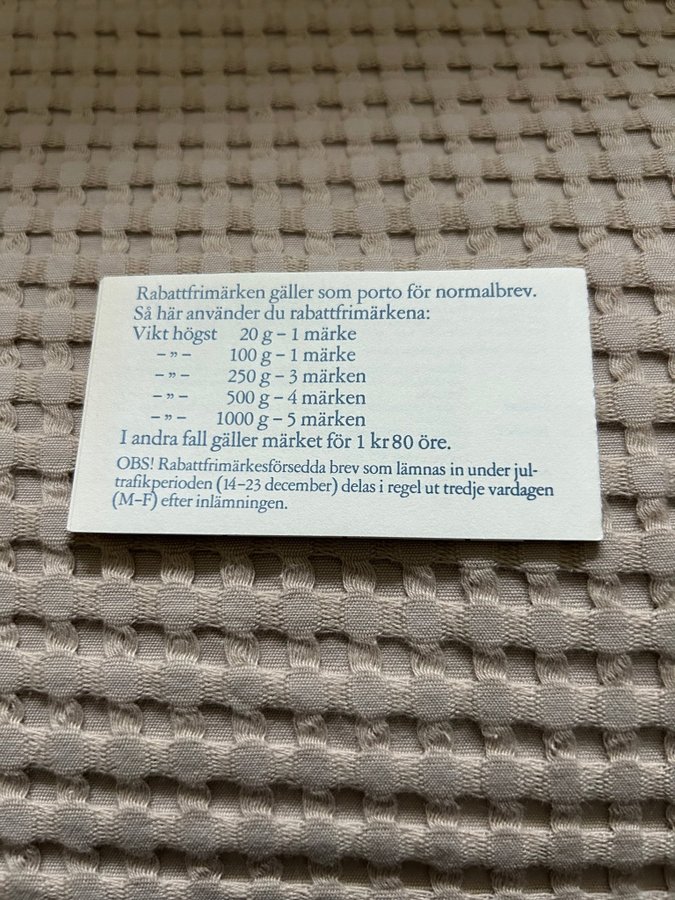 Rabattfrimärken gäller som porto för normalbrev.
Så här använder du rabattfrimärkena:
Vikt högst 20 g – 1 märke
– ” – 100 g – 1 märke
– ” – 250 g – 3 märken
– ” – 500 g – 4 märken
– ” – 1000 g – 5 märken
I andra fall gäller märket för 1 kr 80 öre.
OBS! Rabattfrimärkesförsedda brev som lämnas in under jul-
trafikperioden (14–23 december) delas i regel ut tredje vardagen
(M–F) efter inlämningen.